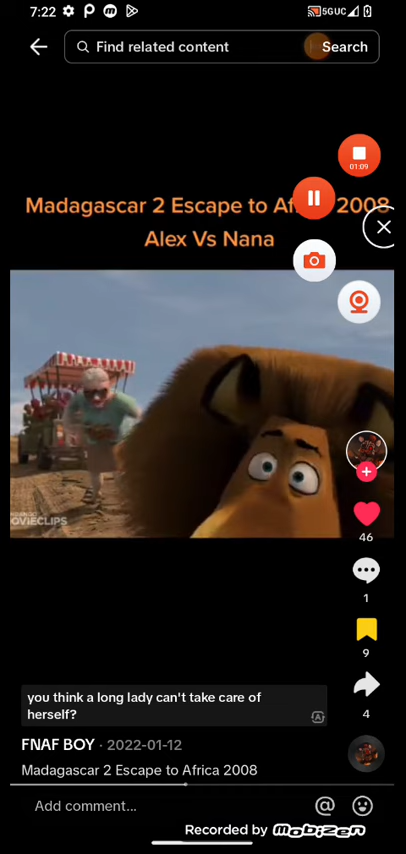 7:22
5GUC
Find related content
Search
01:09
Madagascar 2 Escape to Af 2008
Alex Vs Nana
OVIECLIPS
46
1
9
4
you think a long lady can't take care of
herself?
FNAF BOY · 2022-01-12
Madagascar 2 Escape to Africa 2008
Add comment...
Recorded by Mobizen